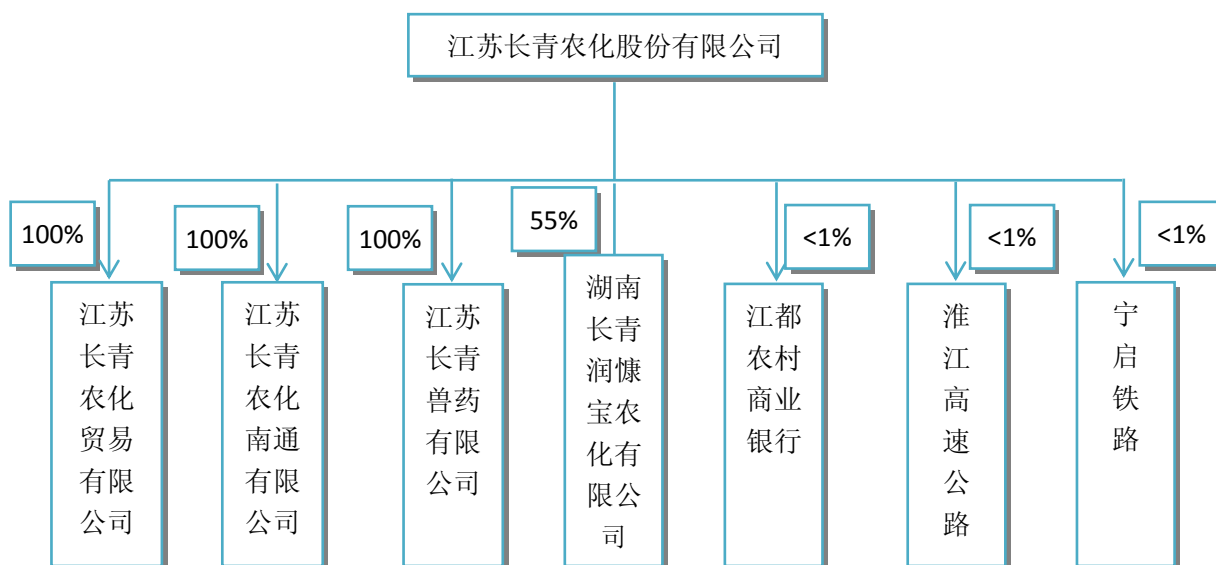 江苏长青农化股份有限公司
100%
100%
100%
55%
<1%
<1%
<1%
江苏
长青
农化
贸易
有限
公司
江苏
长青
农化
南通
有限
公司
江苏
长青
兽药
有限
公司
湖南
长青
润慷
宝农
化有
限公
司
江都
农村
商业
银行
淮
江
高
速
公
路
宁
启
铁
路